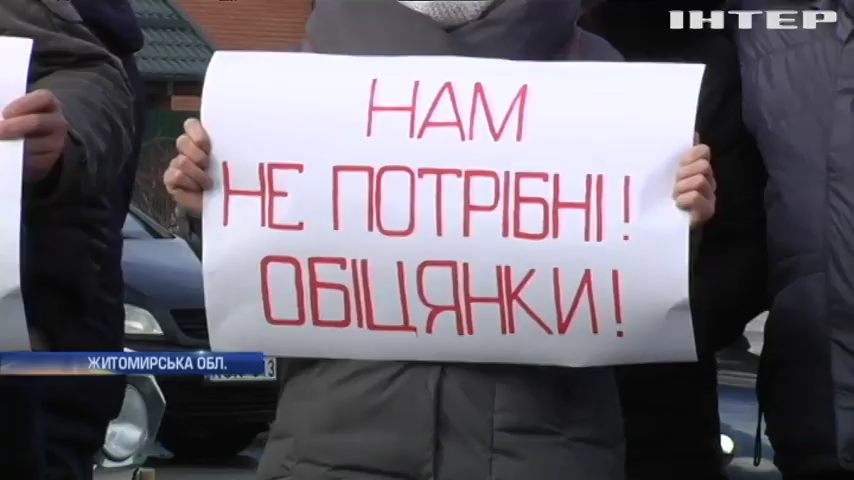 ІНТЕР
НАМ
НЕ ПОТРІБНІ!
ОБІЦЯНКИ!
ЖИТОМИРСЬКА ОБЛ.